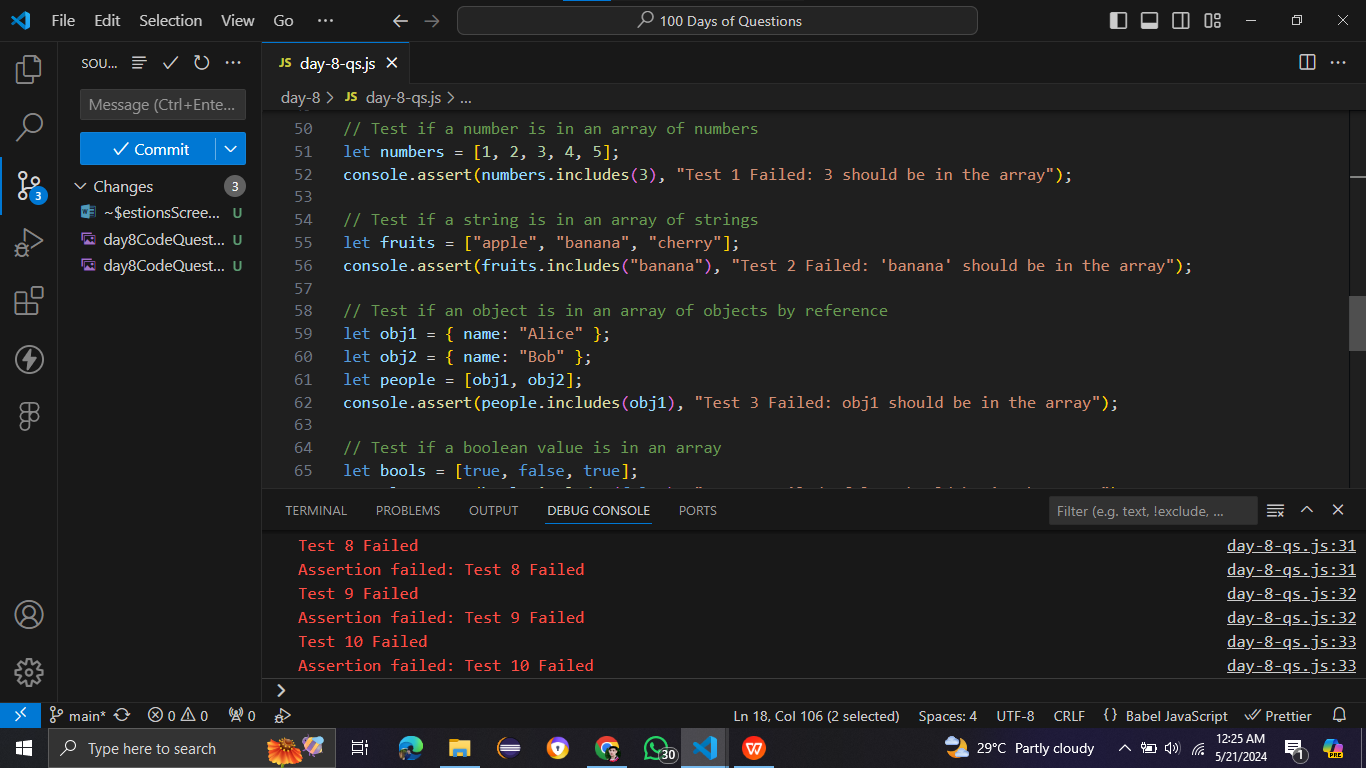 File Edit Selection View Go ··· 100 Days of Questions
SOU... ···
JS day-8-qs.js
day-8 > JS day-8-qs.js > ...
Message (Ctrl+Ente...
Commit
Changes 3
~$estionsScree... U
day8CodeQuest... U
day8CodeQuest... U
3
50 // Test if a number is in an array of numbers
51 let numbers = [1, 2, 3, 4, 5];
52 console.assert(numbers.includes(3), "Test 1 Failed: 3 should be in the array");
53
54 // Test if a string is in an array of strings
55 let fruits = ["apple", "banana", "cherry"];
56 console.assert(fruits.includes("banana"), "Test 2 Failed: 'banana' should be in the array");
57
58 // Test if an object is in an array of objects by reference
59 let obj1 = { name: "Alice" };
60 let obj2 = { name: "Bob" };
61 let people = [obj1, obj2];
62 console.assert(people.includes(obj1), "Test 3 Failed: obj1 should be in the array");
63
64 // Test if a boolean value is in an array
65 let bools = [true, false, true];
TERMINAL PROBLEMS OUTPUT DEBUG CONSOLE PORTS Filter (e.g. text, !exclude, ...
Test 8 Failed day-8-qs.js:31
Assertion failed: Test 8 Failed day-8-qs.js:31
Test 9 Failed day-8-qs.js:32
Assertion failed: Test 9 Failed day-8-qs.js:32
Test 10 Failed day-8-qs.js:33
Assertion failed: Test 10 Failed day-8-qs.js:33
>
main* 0 0 0 Ln 18, Col 106 (2 selected) Spaces: 4 UTF-8 CRLF {} Babel JavaScript Prettier
Type here to search 30 29°C Partly cloudy 12:25 AM 1 PRE
5/21/2024